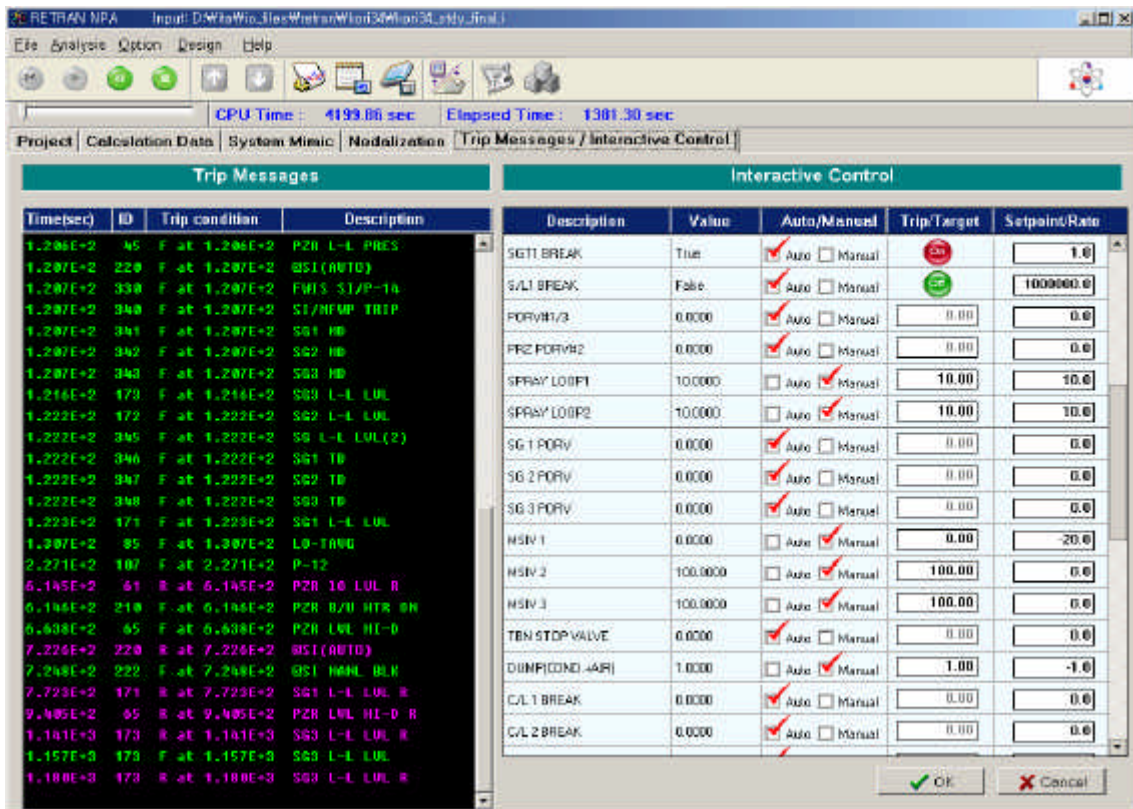 RETRAN NPA
File Analysis Option Design Help
CPU Time : 4199.86 sec Elapsed Time : 1381.30 sec
Project Calculation Data System Mimic Nodalization Trip Messages / Interactive Control
Trip Messages
Time(sec) ID Trip condition Description
1.206E+2 45 F at 1.206E+2 PZR L-L PRES
1.207E+2 220 F at 1.207E+2 @SI(AUTO)
1.207E+2 330 F at 1.207E+2 FWIS SI/P-14
1.207E+2 340 F at 1.207E+2 SI/MFWP TRIP
1.207E+2 341 F at 1.207E+2 SG1 MD
1.207E+2 342 F at 1.207E+2 SG2 MD
1.207E+2 343 F at 1.207E+2 SG3 MD
1.216E+2 173 F at 1.216E+2 SG3 L-L LVL
1.222E+2 172 F at 1.222E+2 SG2 L-L LVL
1.222E+2 345 F at 1.222E+2 SG L-L LVL(2)
1.222E+2 346 F at 1.222E+2 SG1 TD
1.222E+2 347 F at 1.222E+2 SG2 TD
1.222E+2 348 F at 1.222E+2 SG3 TD
1.223E+2 171 F at 1.223E+2 SG1 L-L LVL
1.307E+2 85 F at 1.307E+2 LO-TAVG
2.271E+2 107 F at 2.271E+2 P-12
6.145E+2 61 R at 6.145E+2 PZR LVL R
6.146E+2 210 F at 6.146E+2 PZR B/U HTR ON
6.638E+2 65 F at 6.638E+2 PZR LVL HI-D
7.226E+2 220 R at 7.226E+2 @SI(AUTO)
7.248E+2 222 F at 7.248E+2 @SI MANL BLK
7.723E+2 171 R at 7.723E+2 SG1 L-L LVL R
9.405E+2 65 R at 9.405E+2 PZR LVL HI-D R
1.141E+3 173 R at 1.141E+3 SG3 L-L LVL R
1.157E+3 173 F at 1.157E+3 SG3 L-L LVL
1.180E+3 173 R at 1.180E+3 SG3 L-L LVL R
Interactive Control
Description Value Auto/Manual Trip/Target Setpoint/Rate
SGT1 BREAK True Auto Manual On 1.0
S/L1 BREAK False Auto Manual Off 1000000.0
PORV#1/3 0.0000 Auto Manual 0.00 0.0
PRZ PORV#2 0.0000 Auto Manual 0.00 0.0
SPRAY LOOP1 10.0000 Auto Manual 10.00 10.0
SPRAY LOOP2 10.0000 Auto Manual 10.00 10.0
SG 1 PORV 0.0000 Auto Manual 0.00 0.0
SG 2 PORV 0.0000 Auto Manual 0.00 0.0
SG 3 PORV 0.0000 Auto Manual 0.00 0.0
MSIV 1 0.0000 Auto Manual 0.00 -20.0
MSIV 2 100.0000 Auto Manual 100.00 0.0
MSIV 3 100.0000 Auto Manual 100.00 0.0
TBN STOP VALVE 0.0000 Auto Manual 0.00 0.0
DUMP(COND.+AIR) 1.0000 Auto Manual 1.00 -1.0
C/L 1 BREAK 0.0000 Auto Manual 0.00 0.0
C/L 2 BREAK 0.0000 Auto Manual 0.00 0.0
OK Cancel